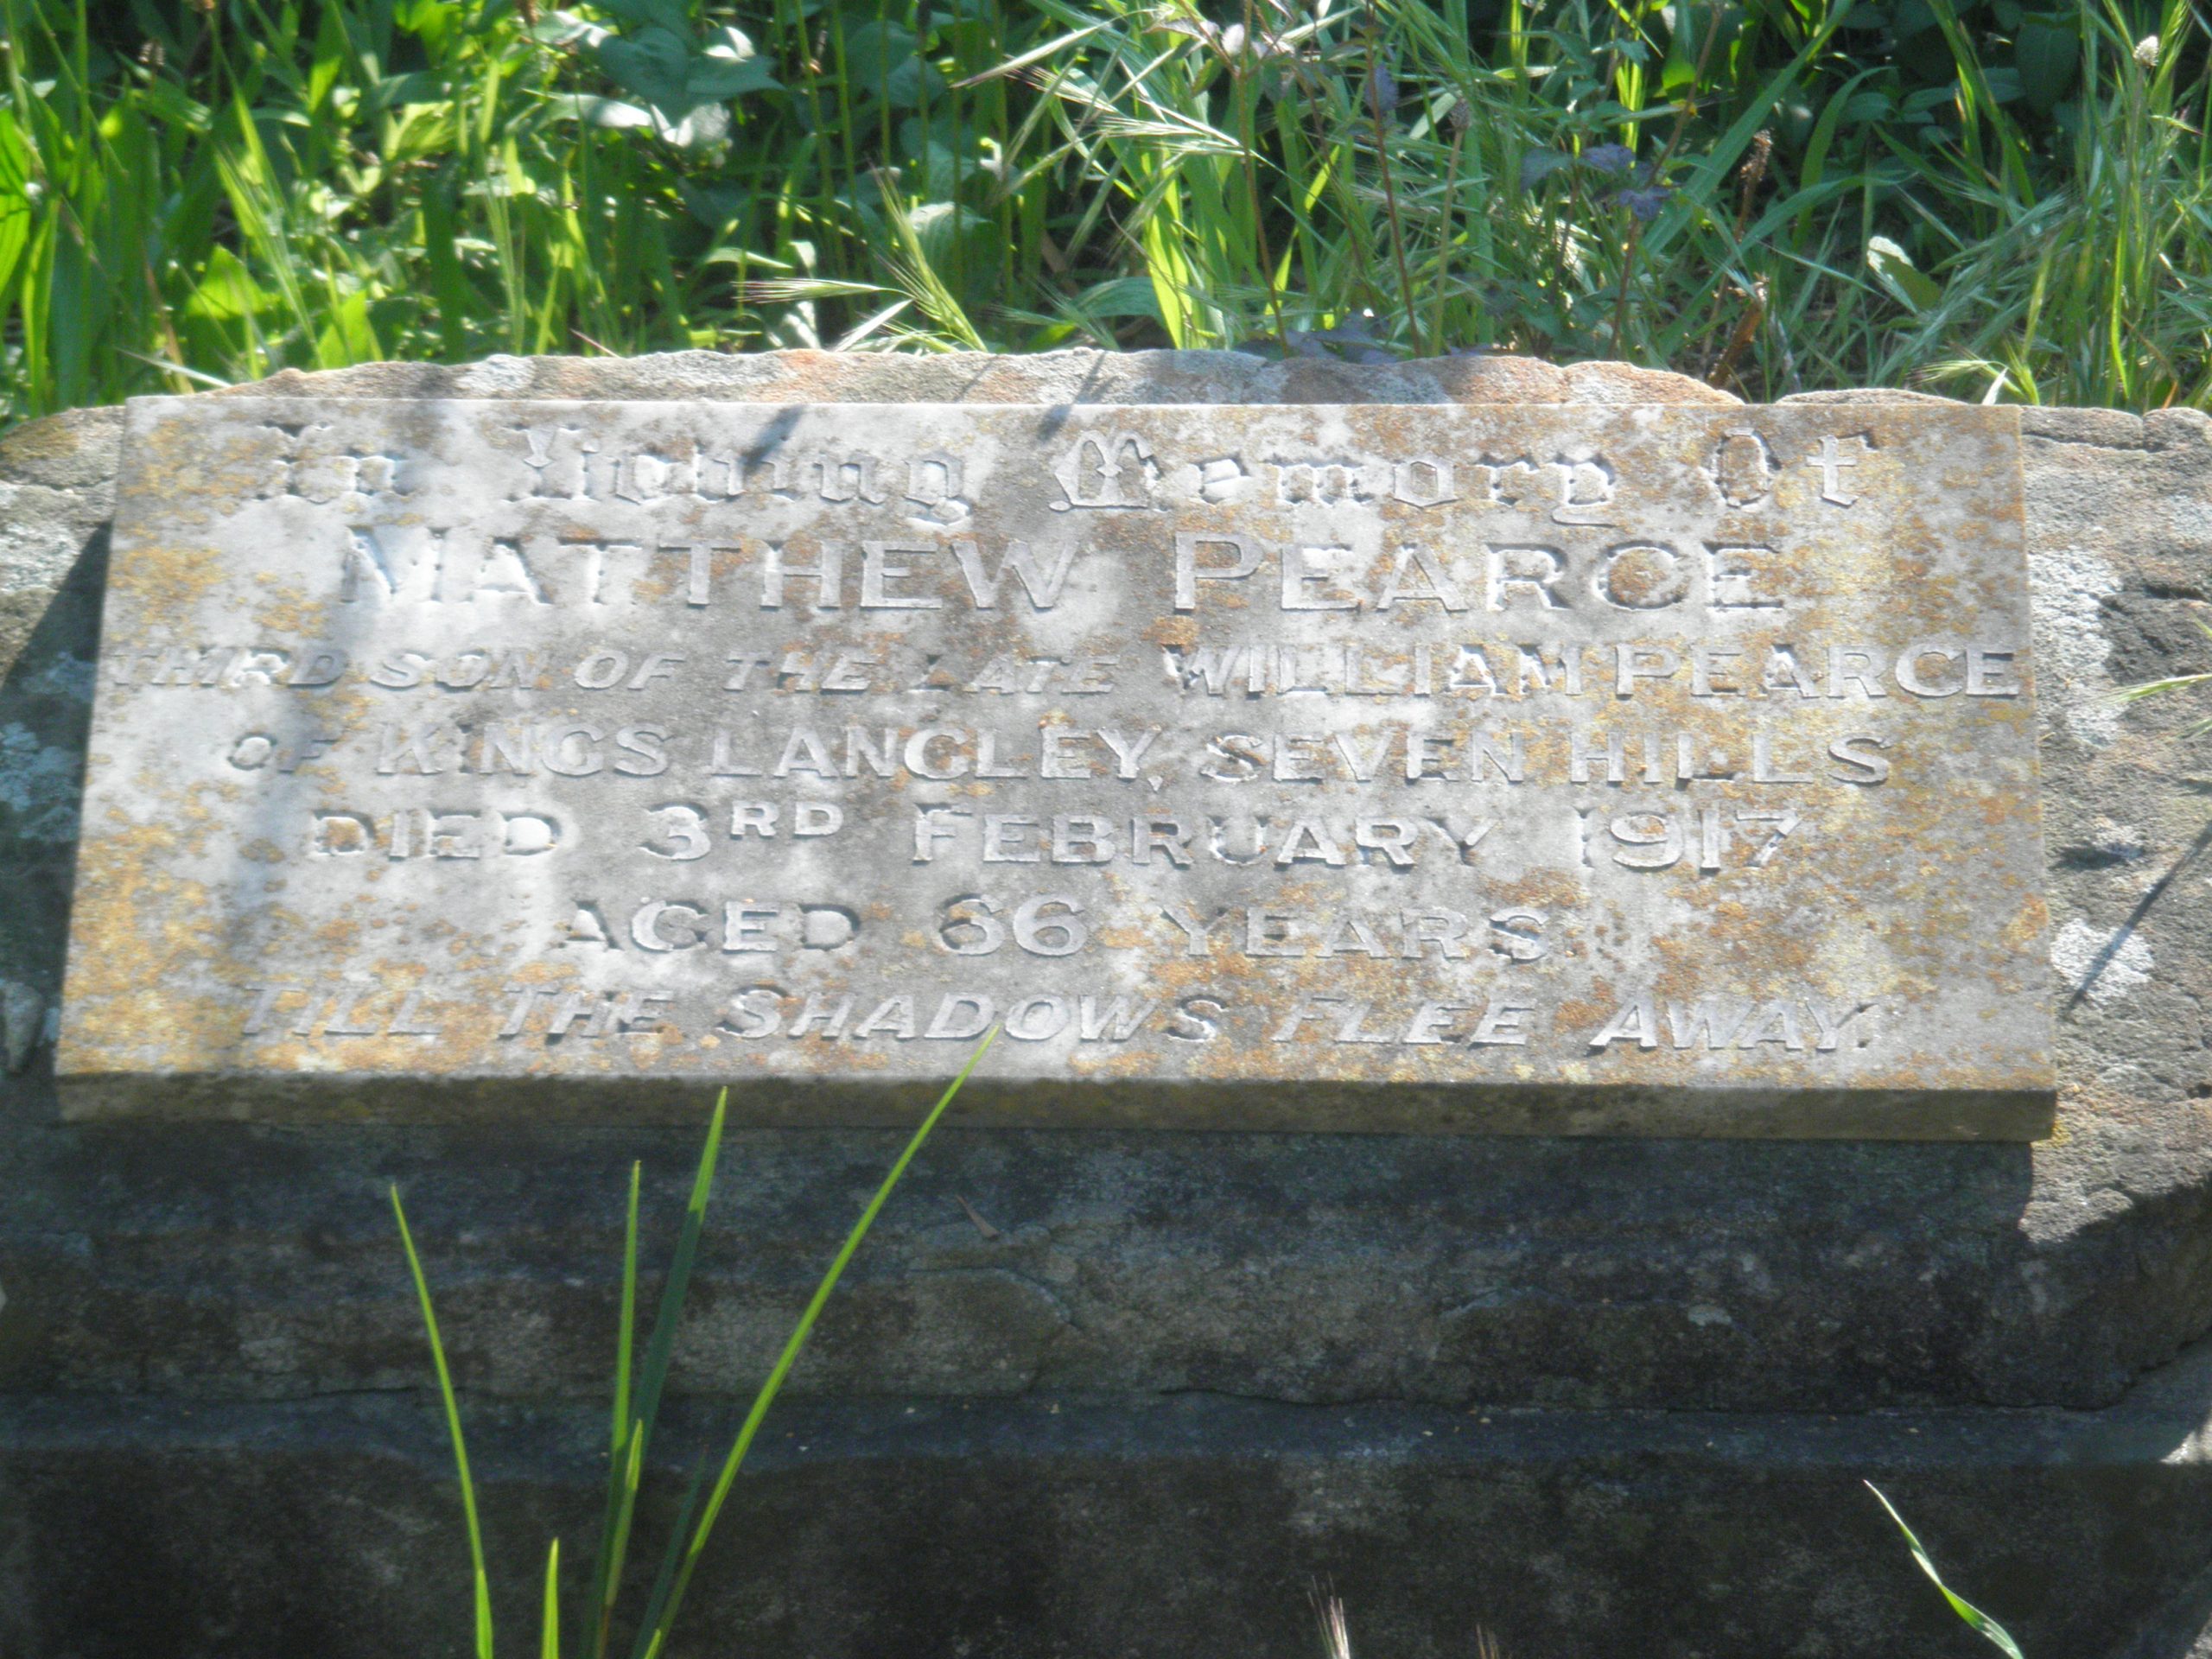 In Loving Memory Of
MATTHEW PEARCE
THIRD SON OF THE LATE WILLIAM PEARCE
OF KINGS LANGLEY, SEVEN HILLS
DIED 3RD FEBRUARY 1917
AGED 66 YEARS
TILL THE SHADOWS FLEE AWAY.